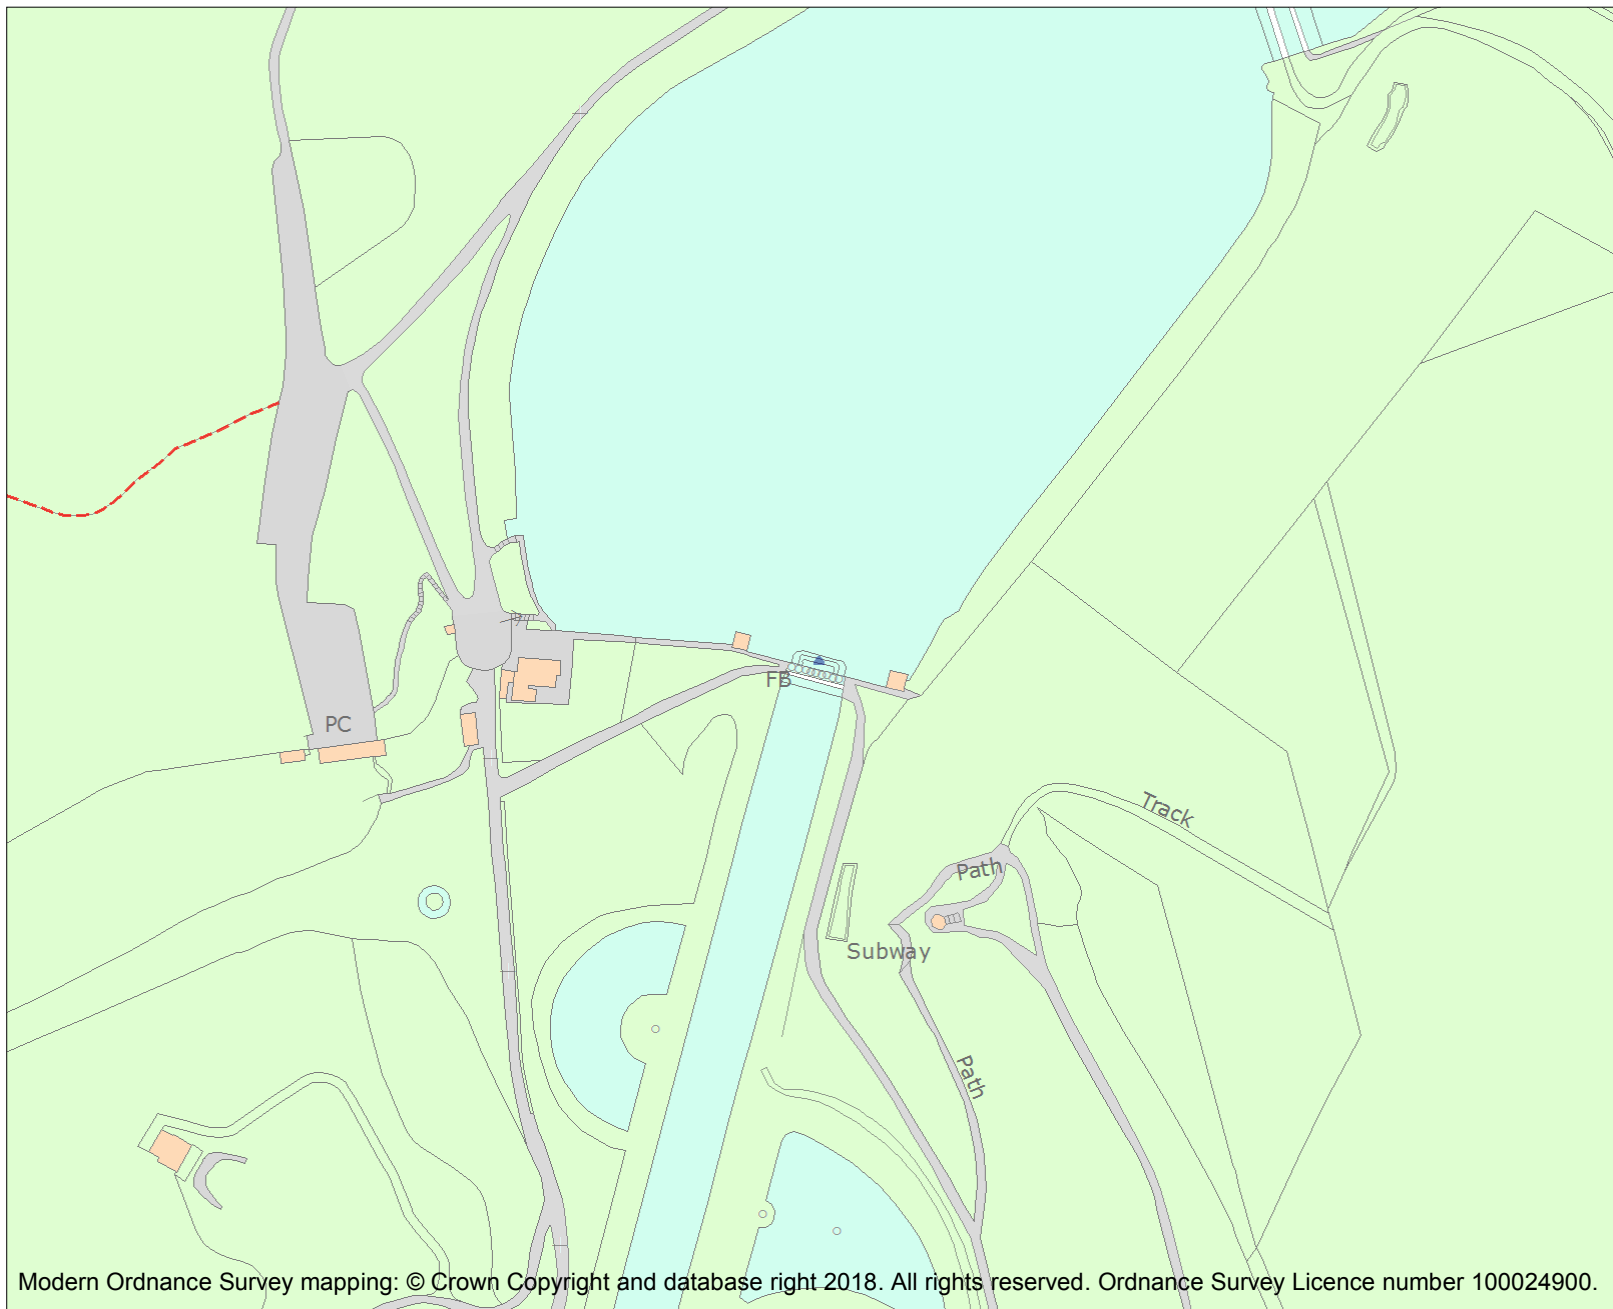 FB
PC
Track
Path
Subway
Path
Modern Ordnance Survey mapping: © Crown Copyright and database right 2018. All rights reserved. Ordnance Survey Licence number 100024900.